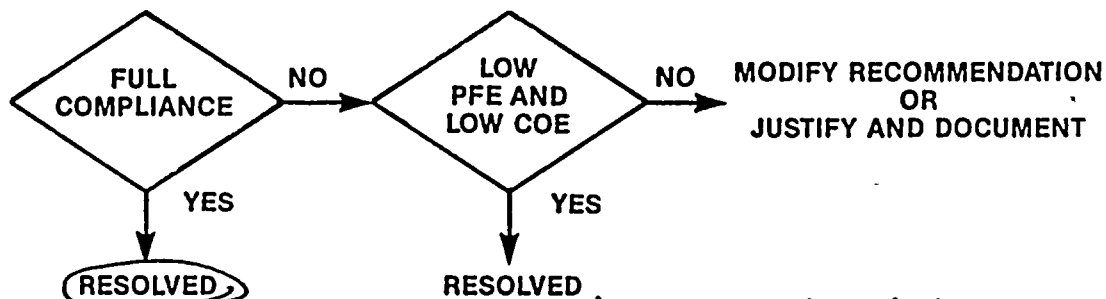 FULL
COMPLIANCE
NO
LOW
PFE AND
LOW COE
NO
MODIFY RECOMMENDATION
OR
JUSTIFY AND DOCUMENT
YES
YES
RESOLVED
RESOLVED